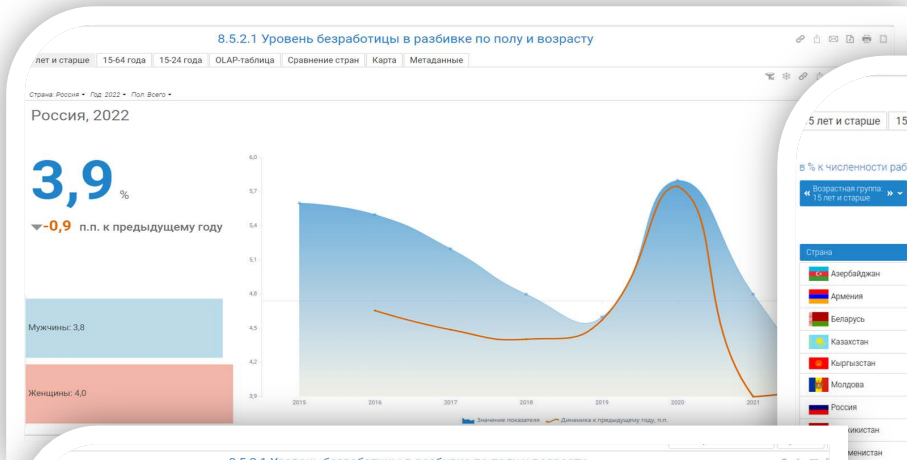 8.5.2.1 Уровень безработицы в разбивке по полу и возрасту
лет и старше 15-64 года 15-24 года OLAP-таблица Сравнение стран Карта Метаданные
Страна: Россия Год: 2022 Пол: Всего
Россия, 2022
3,9 %
-0,9 п.п. к предыдущему году
Мужчины: 3,8
Женщины: 4,0
6,0
5,7
5,4
5,1
4,8
4,5
4,2
3,9
2015 2016 2017 2018 2019 2020 2021
Значение показателя Динамика к предыдущему году, п.п.
5 лет и старше 15
в % к численности раб
« Возрастная группа: »
15 лет и старше
Страна
Азербайджан
Армения
Беларусь
Казахстан
Кыргызстан
Молдова
Россия
икистан
менистан